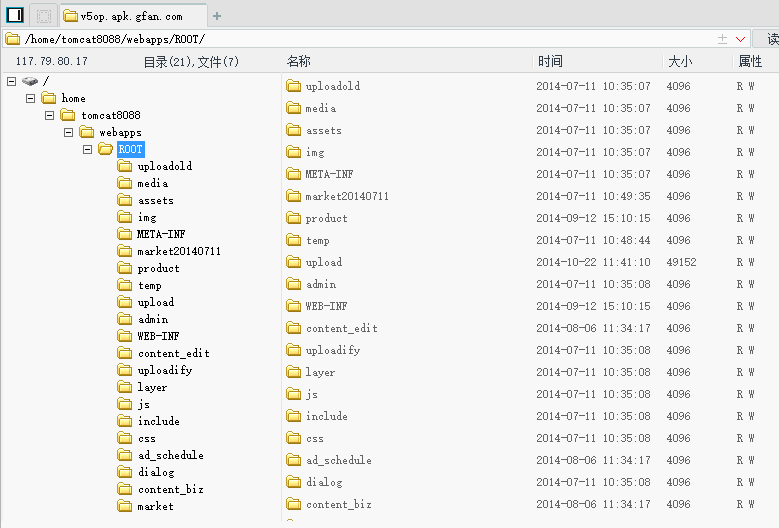 v5op.apk.gfan.com
/home/tomcat8088/webapps/ROOT/
读
117.79.80.17 目录(21),文件(7)
名称 时间 大小 属性
/
home
tomcat8088
webapps
ROOT
uploadold
media
assets
img
META-INF
market20140711
product
temp
upload
admin
WEB-INF
content_edit
uploadify
layer
js
include
css
ad_schedule
dialog
content_biz
market
uploadold 2014-07-11 10:35:07 4096 R W
media 2014-07-11 10:35:07 4096 R W
assets 2014-07-11 10:35:07 4096 R W
img 2014-07-11 10:35:07 4096 R W
META-INF 2014-07-11 10:35:07 4096 R W
market20140711 2014-07-11 10:49:35 4096 R W
product 2014-09-12 15:10:15 4096 R W
temp 2014-07-11 10:48:44 4096 R W
upload 2014-10-22 11:41:10 49152 R W
admin 2014-07-11 10:35:08 4096 R W
WEB-INF 2014-09-12 15:10:15 4096 R W
content_edit 2014-08-06 11:34:17 4096 R W
uploadify 2014-07-11 10:35:08 4096 R W
layer 2014-07-11 10:35:08 4096 R W
js 2014-07-11 10:35:08 4096 R W
include 2014-07-11 10:35:08 4096 R W
css 2014-07-11 10:35:08 4096 R W
ad_schedule 2014-08-06 11:34:17 4096 R W
dialog 2014-07-11 10:35:08 4096 R W
content_biz 2014-08-06 11:34:17 4096 R W